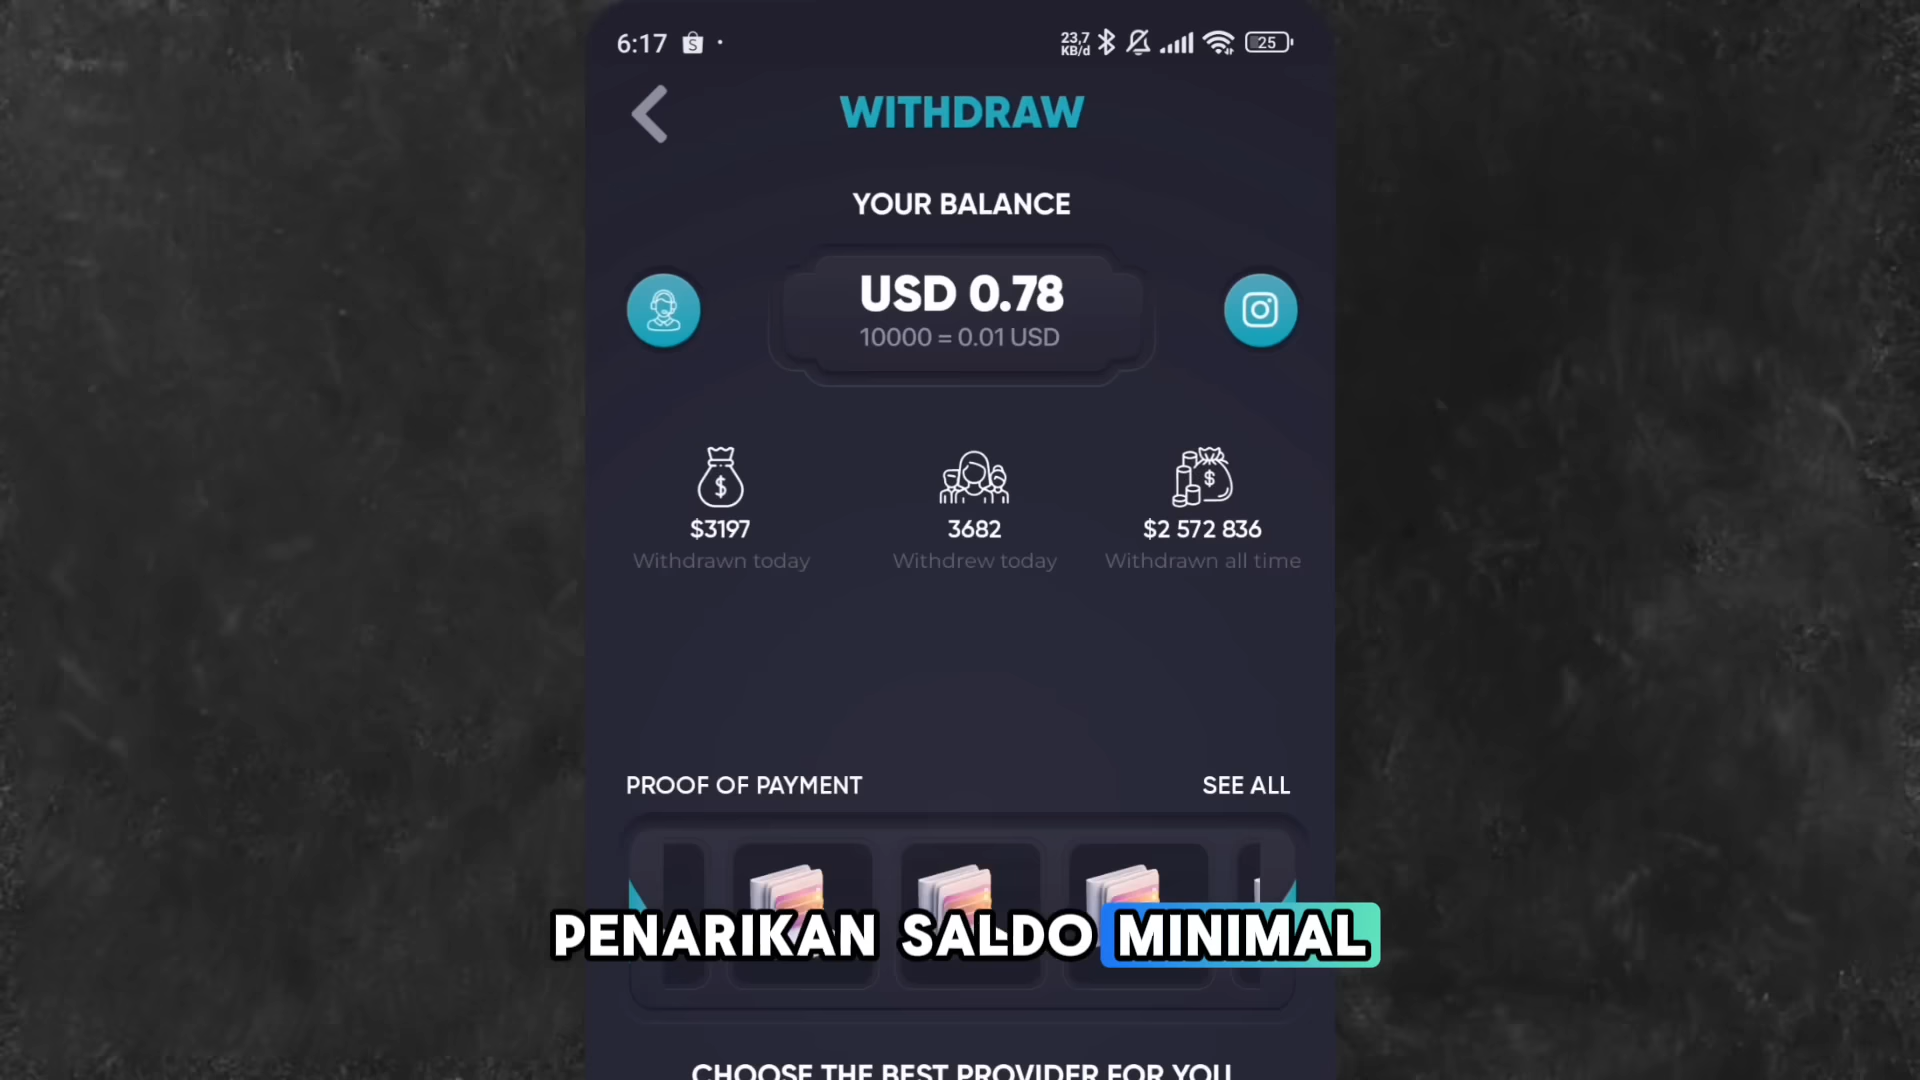 6:17
23,7
KB/d
25
WITHDRAW
YOUR BALANCE
USD 0.78
10000 = 0.01 USD
$3197
Withdrawn today
3682
Withdrew today
$2 572 836
Withdrawn all time
PROOF OF PAYMENT
SEE ALL
PENARIKAN SALDO MINIMAL
CHOOSE THE BEST PROVIDER FOR YOU